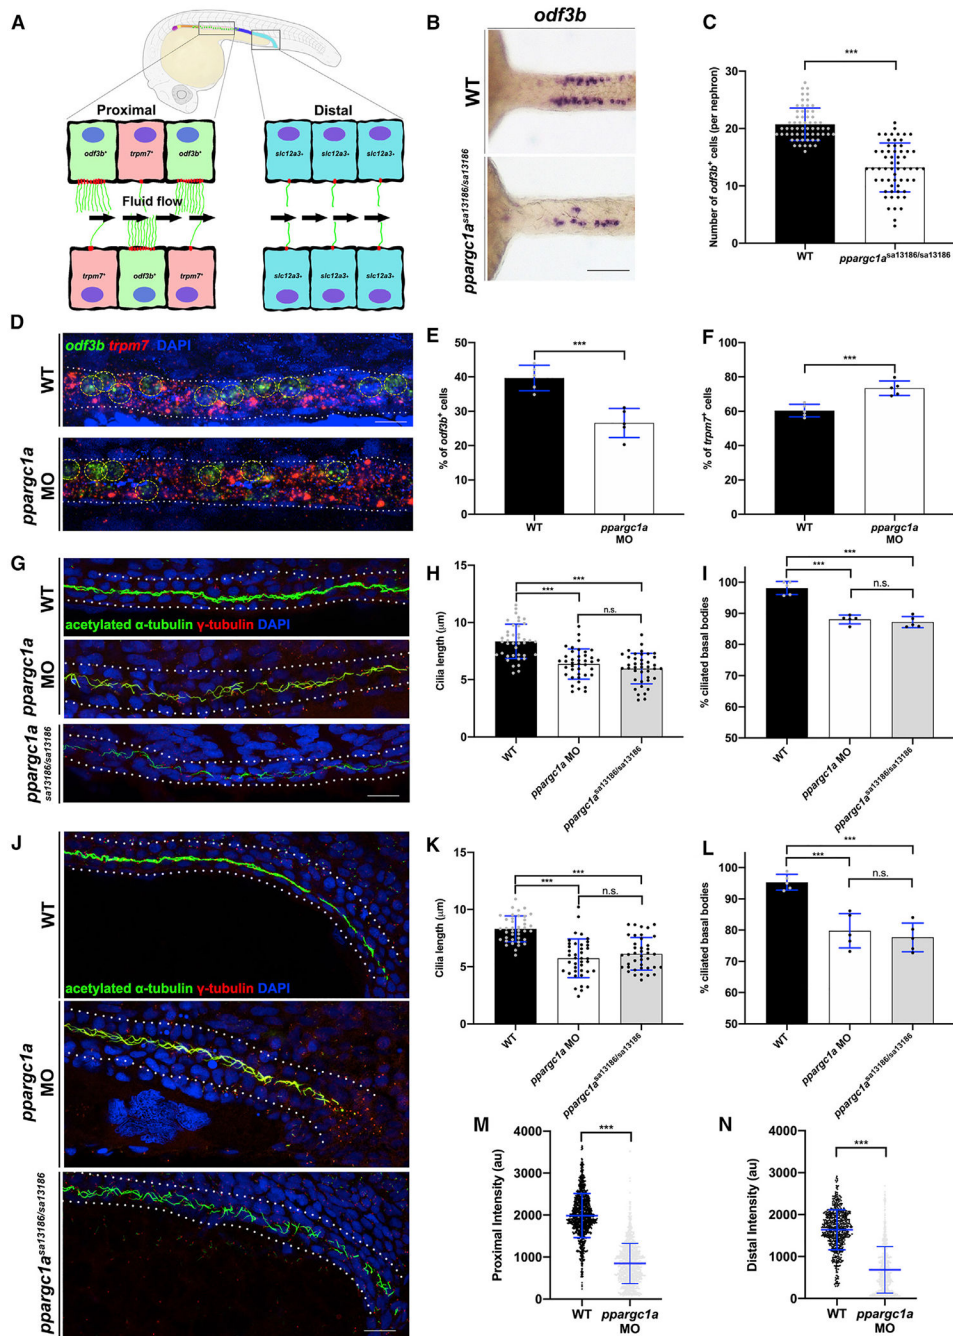 A
Proximal
Distal
odf3b⁺
trpm7⁺
odf3b⁺
slc12a3⁺
slc12a3⁺
slc12a3⁺
Fluid flow
trpm7⁺
odf3b⁺
trpm7⁺
slc12a3⁺
slc12a3⁺
slc12a3⁺
B
odf3b
WT
ppargc1a^sa13186/sa13186
C
***
Number of odf3b⁺ cells (per nephron)
30
20
10
0
WT
ppargc1a^sa13186/sa13186
D
odf3b trpm7 DAPI
WT
ppargc1a
MO
E
***
% of odf3b⁺ cells
50
40
30
20
10
0
WT
ppargc1a
MO
F
***
% of trpm7⁺ cells
100
80
60
40
20
0
WT
ppargc1a
MO
G
WT
acetylated α-tubulin γ-tubulin DAPI
ppargc1a
MO
ppargc1a
sa13186/sa13186
H
***
***
n.s.
Cilia length (μm)
15
10
5
0
WT
ppargc1a MO
ppargc1a^sa13186/sa13186
I
***
***
n.s.
% ciliated basal bodies
100
90
80
70
60
50
WT
ppargc1a MO
ppargc1a^sa13186/sa13186
J
WT
acetylated α-tubulin γ-tubulin DAPI
ppargc1a
MO
ppargc1a^sa13186/sa13186
K
***
***
n.s.
Cilia length (μm)
15
10
5
0
WT
ppargc1a MO
ppargc1a^sa13186/sa13186
L
***
***
n.s.
% ciliated basal bodies
100
90
80
70
60
50
WT
ppargc1a MO
ppargc1a^sa13186/sa13186
M
***
Proximal Intensity (au)
4000
3000
2000
1000
0
WT
ppargc1a
MO
N
***
Distal Intensity (au)
4000
3000
2000
1000
0
WT
ppargc1a
MO